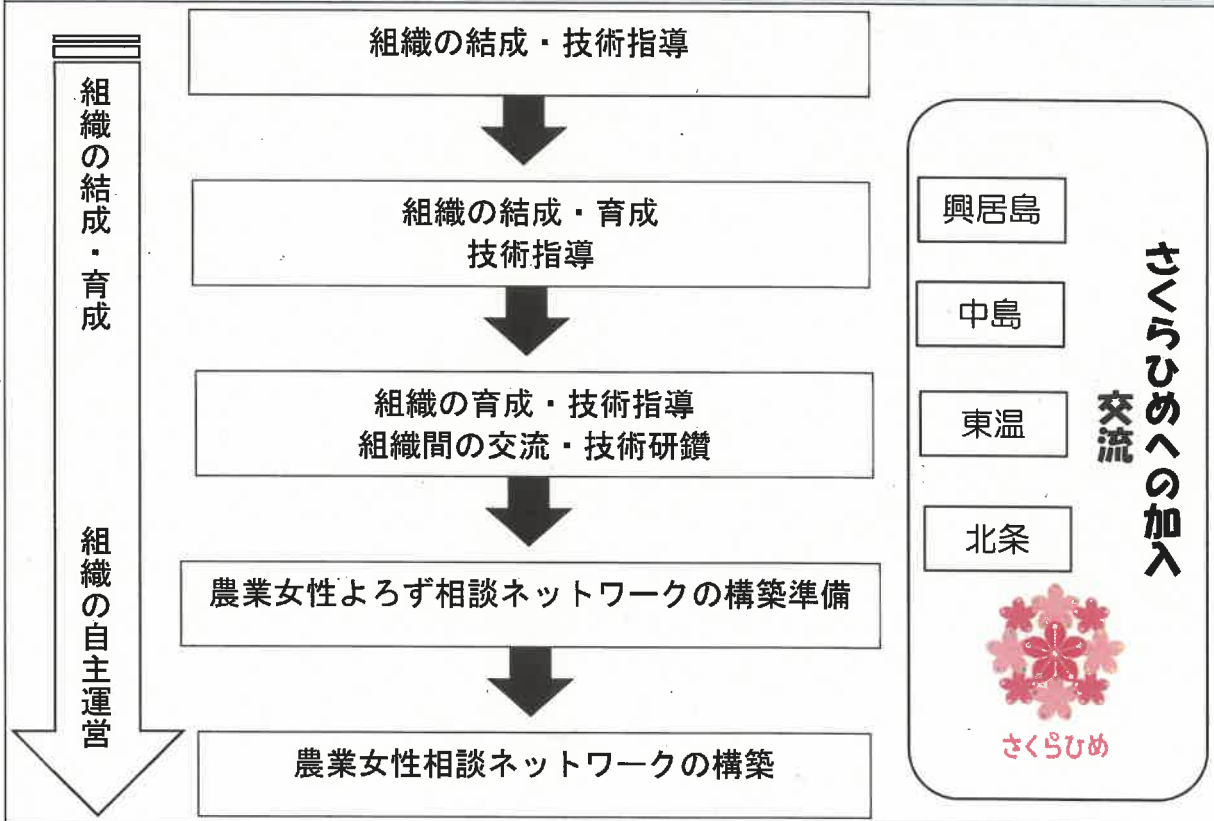 組織の結成・育成
組織の自主運営
組織の結成・技術指導
組織の結成・育成
技術指導
組織の育成・技術指導
組織間の交流・技術研鑽
農業女性よろず相談ネットワークの構築準備
農業女性相談ネットワークの構築
さくらひめへの加入
交流
興居島
中島
東温
北条
さくらひめ